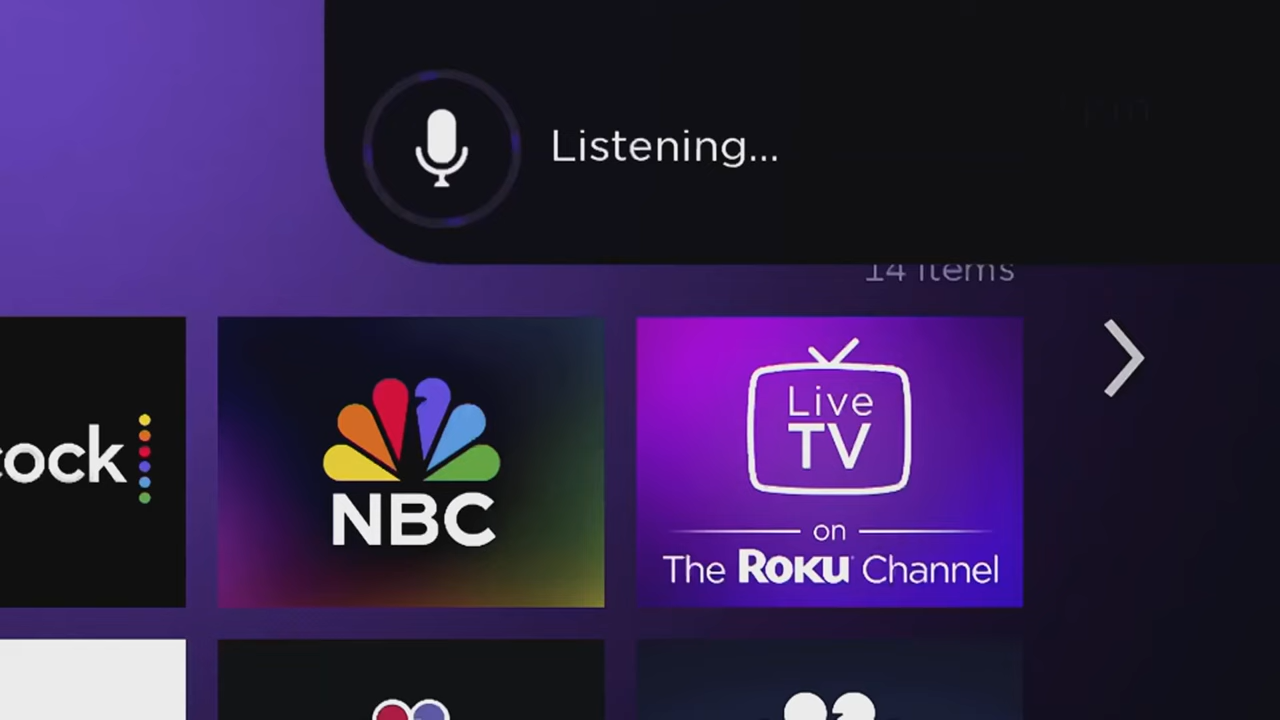 Listening...
14 items
cock
NBC
Live
TV
on
The ROKU Channel